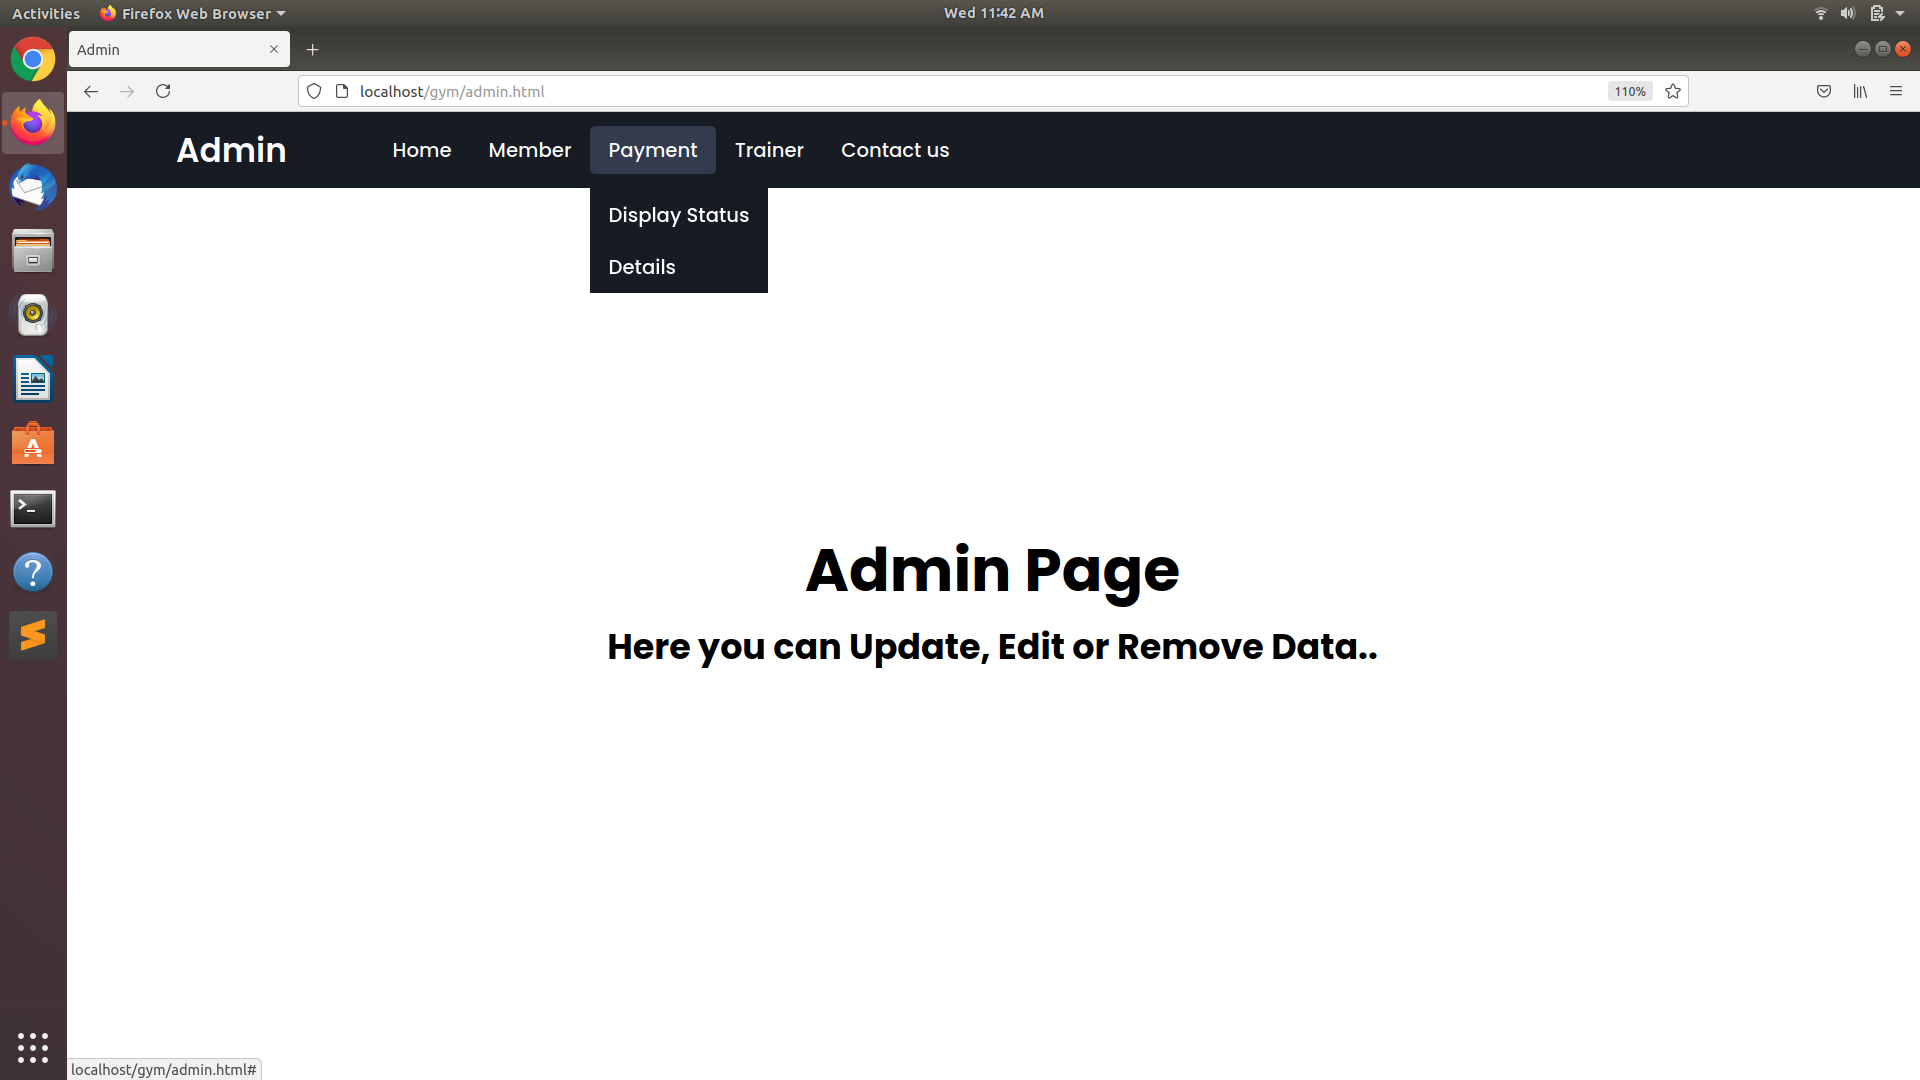 Activities Firefox Web Browser Wed 11:42 AM
Admin
localhost/gym/admin.html 110%
Admin Home Member Payment Trainer Contact us
Display Status
Details
Admin Page
Here you can Update, Edit or Remove Data..
localhost/gym/admin.html#